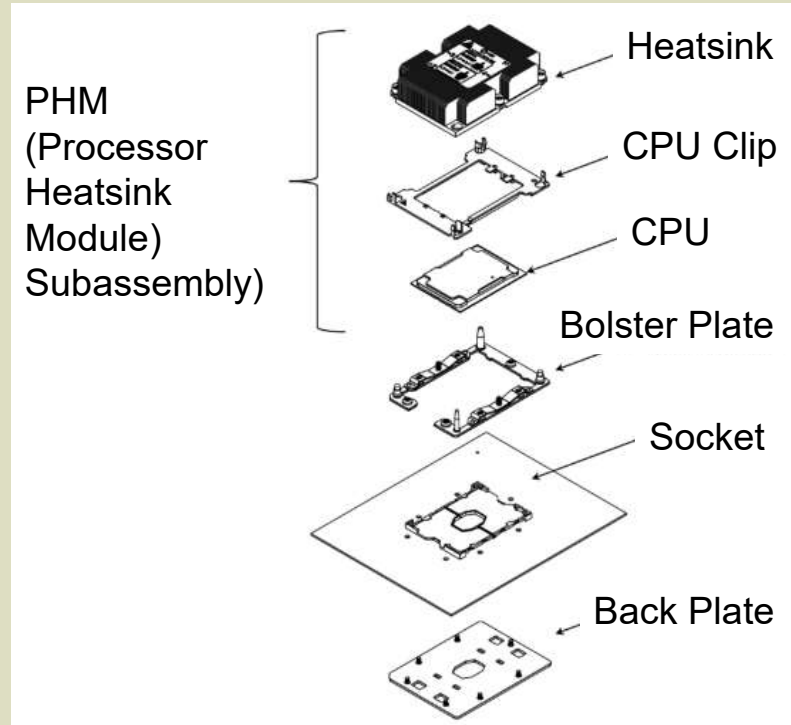 Heatsink
PHM
(Processor
Heatsink
Module)
Subassembly)
CPU Clip
CPU
Bolster Plate
Socket
Back Plate